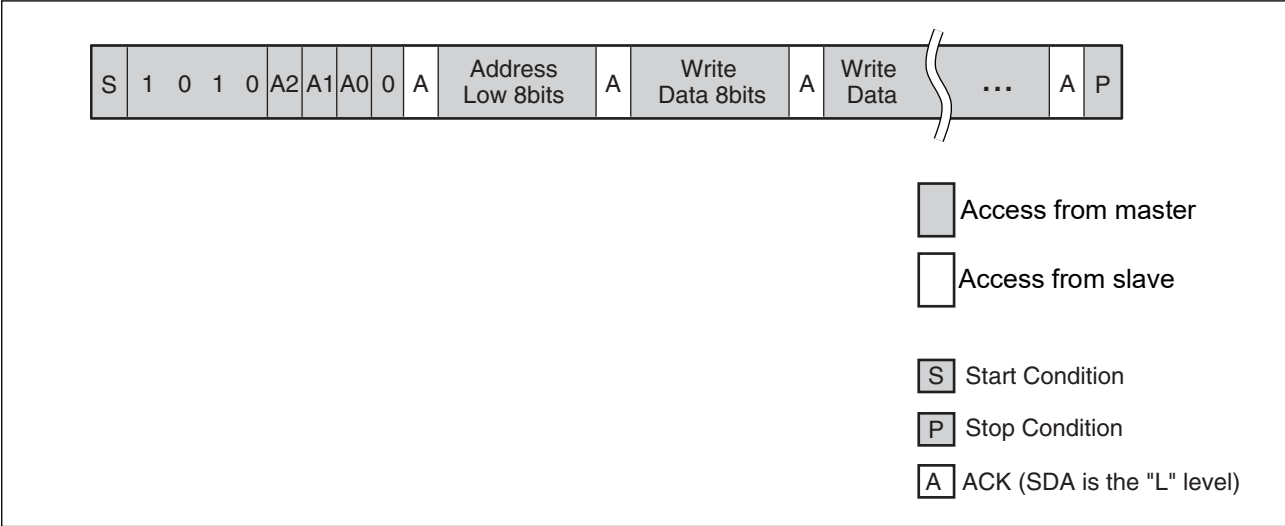 S 1 0 1 0 A2 A1 A0 0 A Address Low 8bits A Write Data 8bits A Write Data ... A P
Access from master
Access from slave
S Start Condition
P Stop Condition
A ACK (SDA is the "L" level)